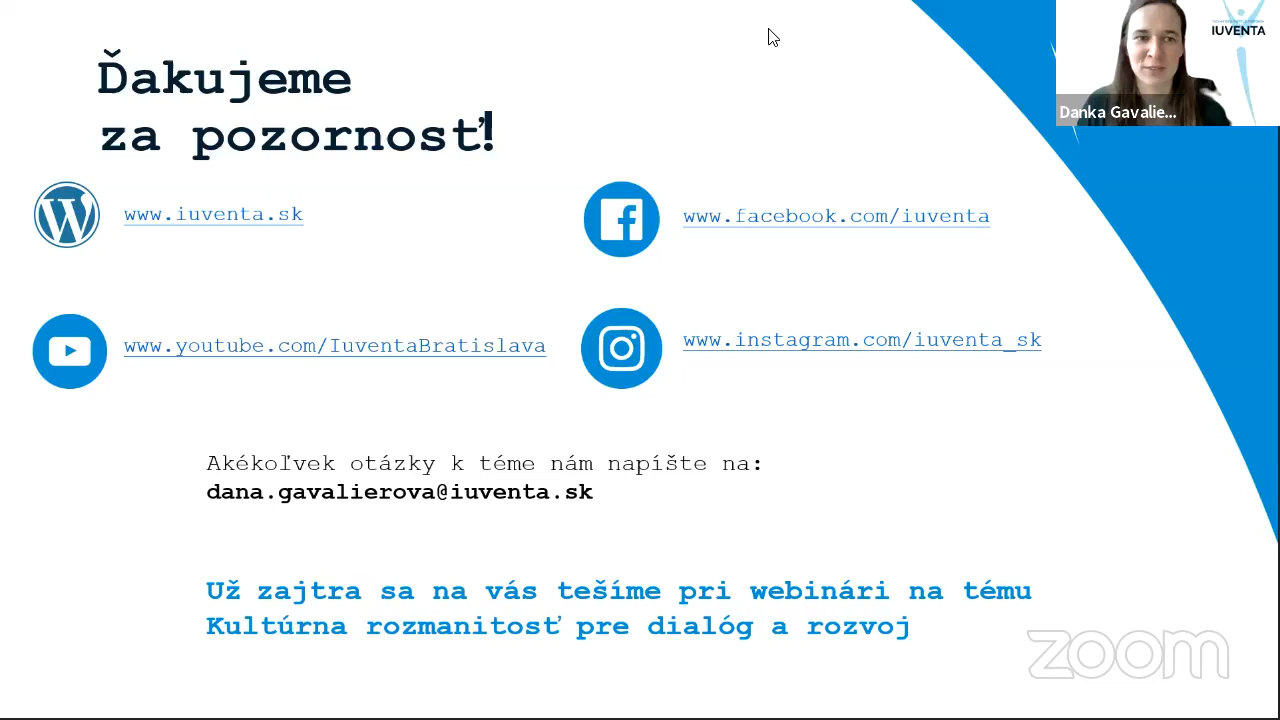 Ďakujeme
za pozornosť!
www.iuventa.sk
www.facebook.com/iuventa
www.youtube.com/IuventaBratislava
www.instagram.com/iuventa_sk
Akékoľvek otázky k téme nám napíšte na:
dana.gavalierova@iuventa.sk
Už zajtra sa na vás tešíme pri webinári na tému
Kultúrna rozmanitosť pre dialóg a rozvoj
IUVENTA
Danka Gavalie...
zoom